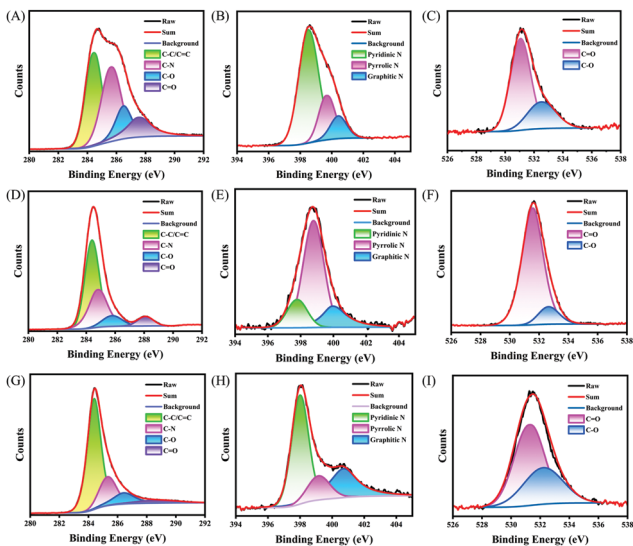 (A)
Raw
Sum
Background
C-C/C=C
C-N
C-O
C=O
Counts
280 282 284 286 288 290 292
Binding Energy (eV)
(B)
Raw
Sum
Background
Pyridinic N
Pyrrolic N
Graphitic N
Counts
394 396 398 400 402 404
Binding Energy (eV)
(C)
Raw
Sum
Background
C=O
C-O
Counts
526 528 530 532 534 536 538
Binding Energy (eV)
(D)
Raw
Sum
Background
C-C/C=C
C-N
C-O
C=O
Counts
280 282 284 286 288 290 292
Binding Energy (eV)
(E)
Raw
Sum
Background
Pyridinic N
Pyrrolic N
Graphitic N
Counts
394 396 398 400 402 404
Binding Energy (eV)
(F)
Raw
Sum
Background
C=O
C-O
Counts
526 528 530 532 534 536 538
Binding Energy (eV)
(G)
Raw
Sum
Background
C-C/C=C
C-N
C-O
C=O
Counts
280 282 284 286 288 290 292
Binding Energy (eV)
(H)
Raw
Sum
Background
Pyridinic N
Pyrrolic N
Graphitic N
Counts
394 396 398 400 402 404
Binding Energy (eV)
(I)
Raw
Sum
Background
C=O
C-O
Counts
526 528 530 532 534 536 538
Binding Energy (eV)